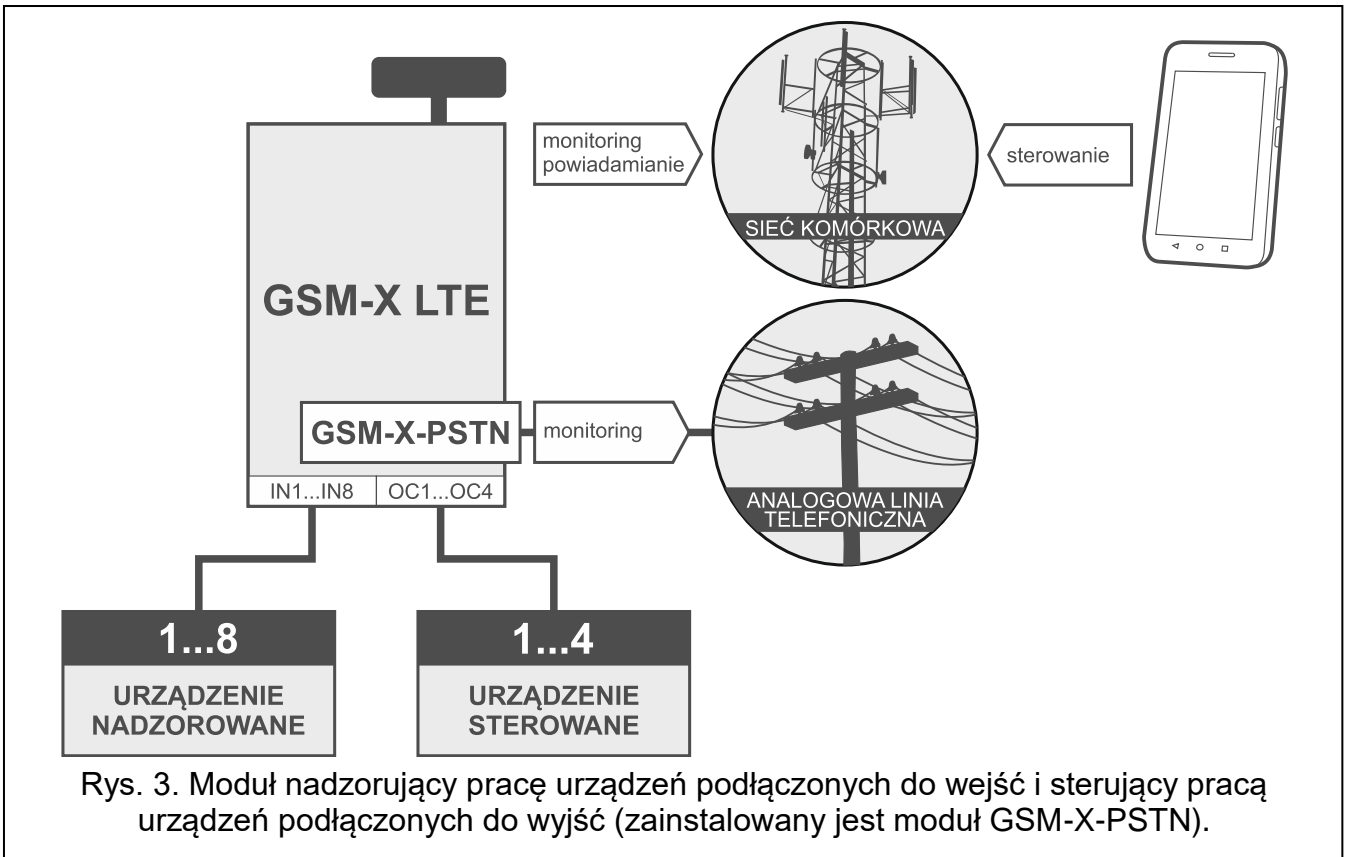 monitoring
powiadamianie
sterowanie
SIEĆ KOMÓRKOWA
GSM-X LTE
GSM-X-PSTN
monitoring
IN1...IN8
OC1...OC4
ANALOGOWA LINIA
TELEFONICZNA
1...8
1...4
URZĄDZENIE
NADZOROWANE
URZĄDZENIE
STEROWANE
Rys. 3. Moduł nadzorujący pracę urządzeń podłączonych do wejść i sterujący pracą
urządzeń podłączonych do wyjść (zainstalowany jest moduł GSM-X-PSTN).